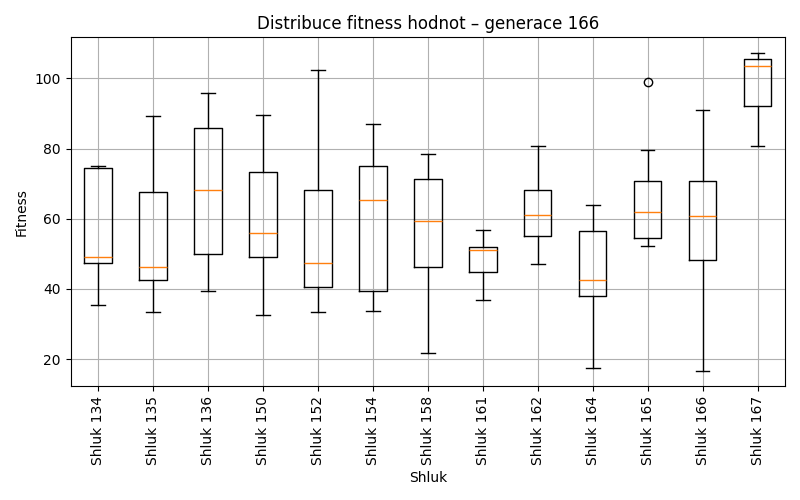 Distribuce fitness hodnot – generace 166
Fitness
100
80
60
40
20
Shluk 134
Shluk 135
Shluk 136
Shluk 150
Shluk 152
Shluk 154
Shluk 158
Shluk 161
Shluk 162
Shluk 164
Shluk 165
Shluk 166
Shluk 167
Shluk